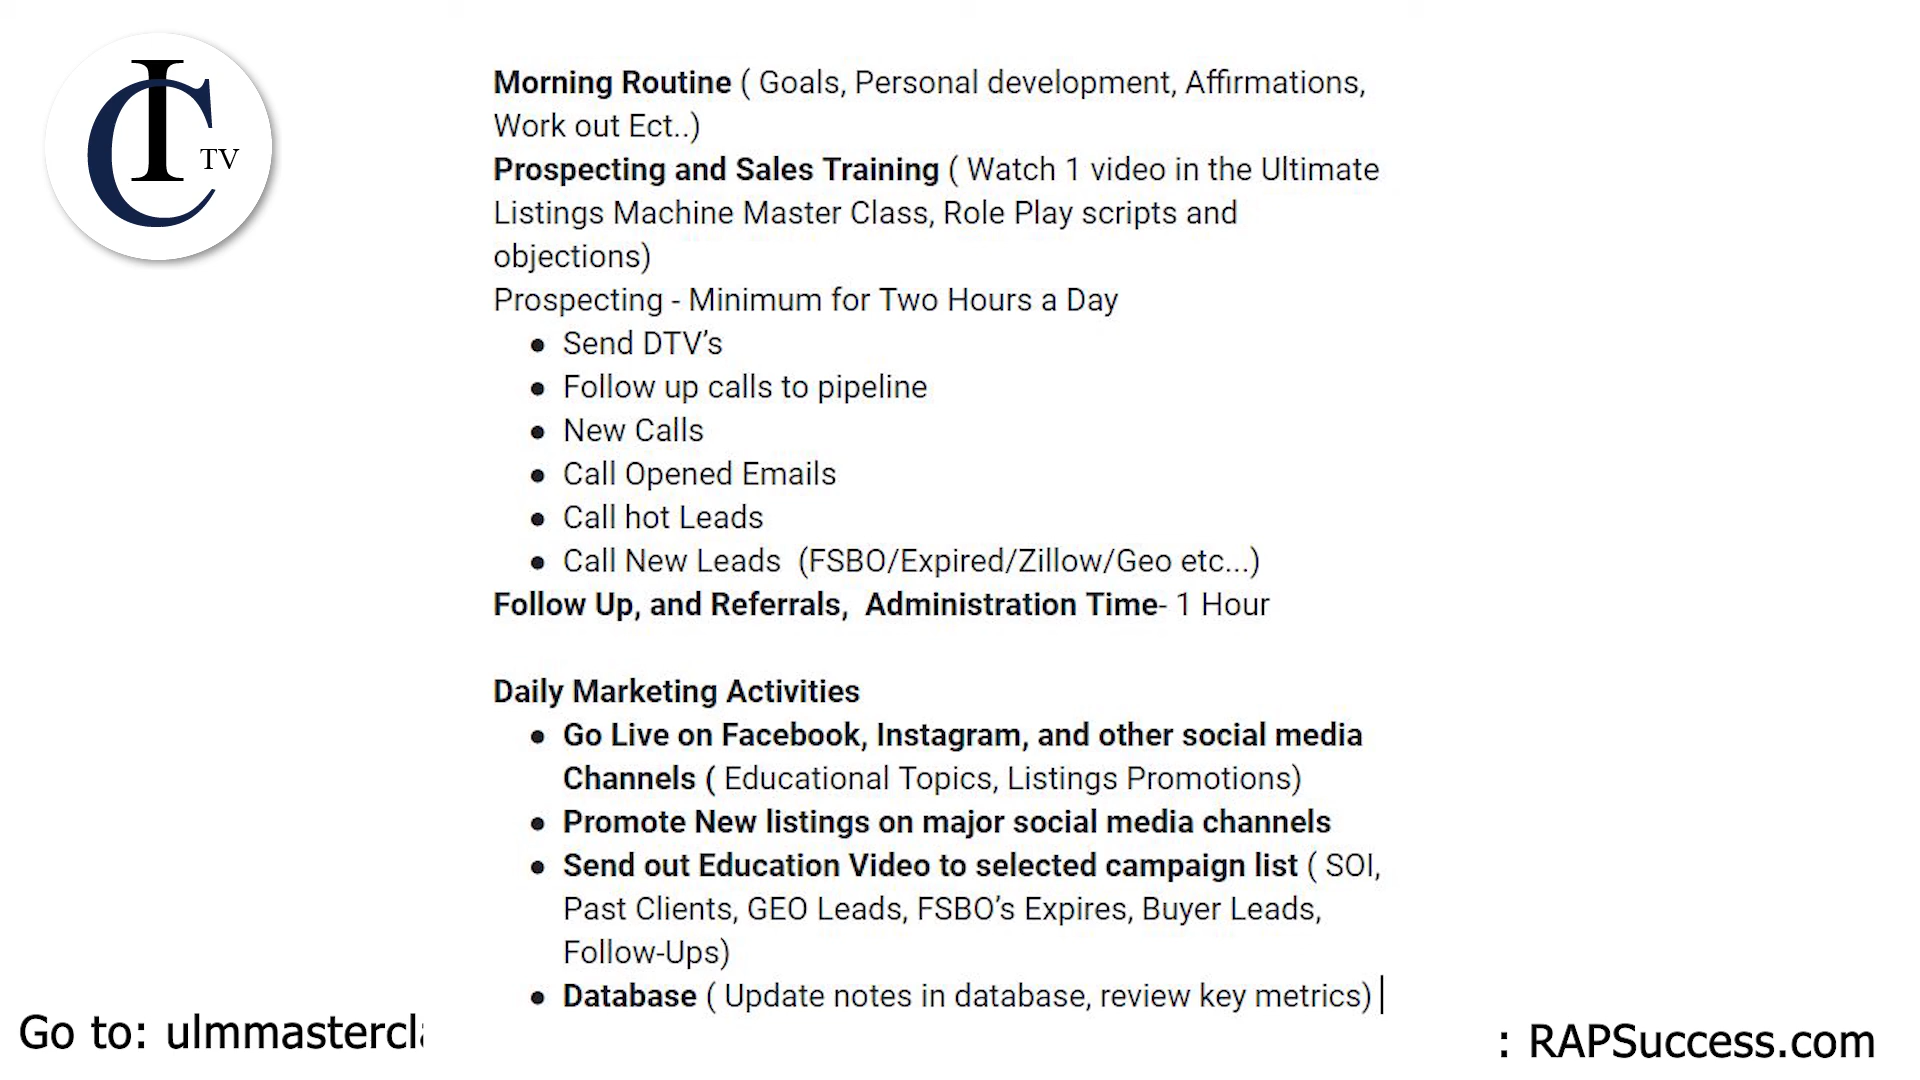 IC TV
Morning Routine ( Goals, Personal development, Affirmations,
Work out Ect..)
Prospecting and Sales Training ( Watch 1 video in the Ultimate
Listings Machine Master Class, Role Play scripts and
objections)
Prospecting - Minimum for Two Hours a Day
● Send DTV’s
● Follow up calls to pipeline
● New Calls
● Call Opened Emails
● Call hot Leads
● Call New Leads  (FSBO/Expired/Zillow/Geo etc...)
Follow Up, and Referrals,  Administration Time- 1 Hour
Daily Marketing Activities
● Go Live on Facebook, Instagram, and other social media
Channels ( Educational Topics, Listings Promotions)
● Promote New listings on major social media channels
● Send out Education Video to selected campaign list ( SOI,
Past Clients, GEO Leads, FSBO’s Expires, Buyer Leads,
Follow-Ups)
● Database ( Update notes in database, review key metrics)
Go to: ulmmastercl
: RAPSuccess.com